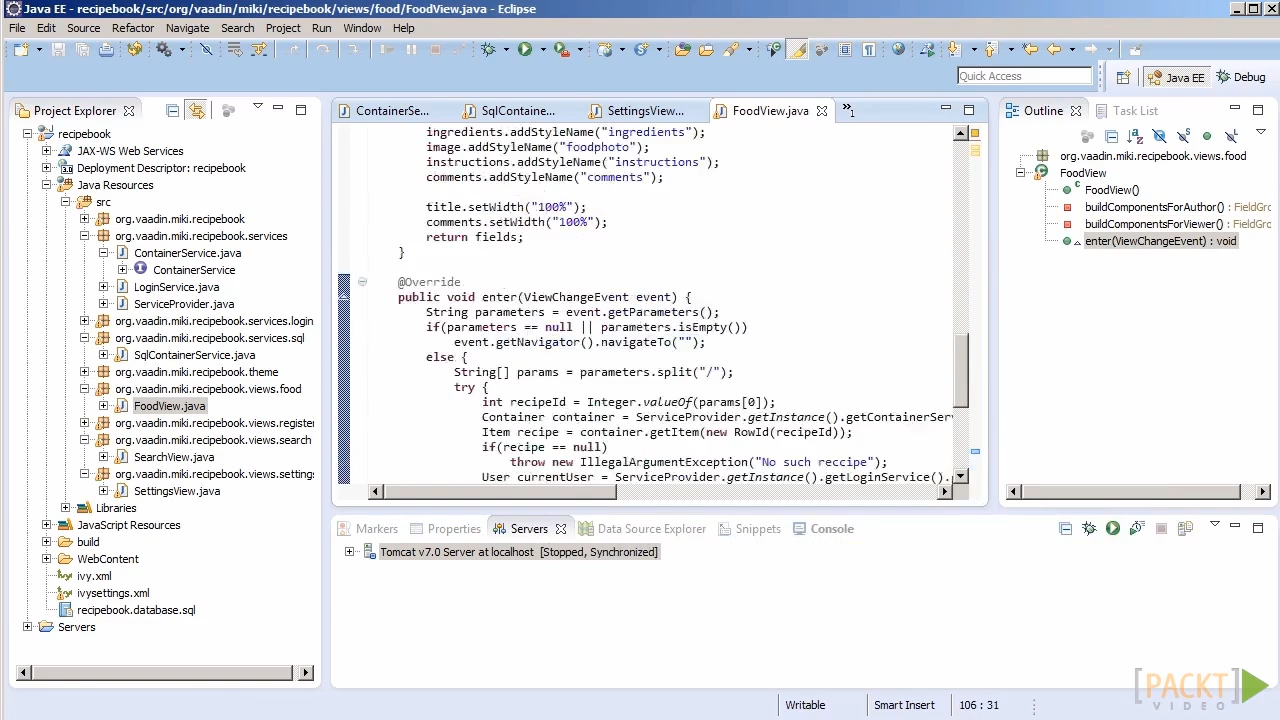 Java EE - recipebook/src/org/vaadin/miki/recipebook/views/food/FoodView.java - Eclipse
File Edit Source Refactor Navigate Search Project Run Window Help
Quick Access
Java EE
Debug
Project Explorer
recipebook
JAX-WS Web Services
Deployment Descriptor: recipebook
Java Resources
src
org.vaadin.miki.recipebook
org.vaadin.miki.recipebook.services
ContainerService.java
ContainerService
LoginService.java
ServiceProvider.java
org.vaadin.miki.recipebook.services.login
org.vaadin.miki.recipebook.services.sql
SqlContainerService.java
org.vaadin.miki.recipebook.theme
org.vaadin.miki.recipebook.views.food
FoodView.java
org.vaadin.miki.recipebook.views.register
org.vaadin.miki.recipebook.views.search
SearchView.java
org.vaadin.miki.recipebook.views.setting
SettingsView.java
Libraries
JavaScript Resources
build
WebContent
ivy.xml
ivysettings.xml
recipebook.database.sql
Servers
ContainerSe... SqlContaine... SettingsView... FoodView.java »1
ingredients.addStyleName("ingredients");
image.addStyleName("foodphoto");
instructions.addStyleName("instructions");
comments.addStyleName("comments");
title.setWidth("100%");
comments.setWidth("100%");
return fields;
}
@Override
public void enter(ViewChangeEvent event) {
String parameters = event.getParameters();
if(parameters == null || parameters.isEmpty())
event.getNavigator().navigateTo("");
else {
String[] params = parameters.split("/");
try {
int recipeId = Integer.valueOf(params[0]);
Container container = ServiceProvider.getInstance().getContainerServ
Item recipe = container.getItem(new RowId(recipeId));
if(recipe == null)
throw new IllegalArgumentException("No such reccipe");
User currentUser = ServiceProvider.getInstance().getLoginService().
Outline Task List
org.vaadin.miki.recipebook.views.food
FoodView
FoodView()
buildComponentsForAuthor() : FieldGro
buildComponentsForViewer() : FieldGro
enter(ViewChangeEvent) : void
Markers Properties Servers Data Source Explorer Snippets Console
Tomcat v7.0 Server at localhost [Stopped, Synchronized]
Writable Smart Insert 106 : 31
[PACKT]
VIDEO